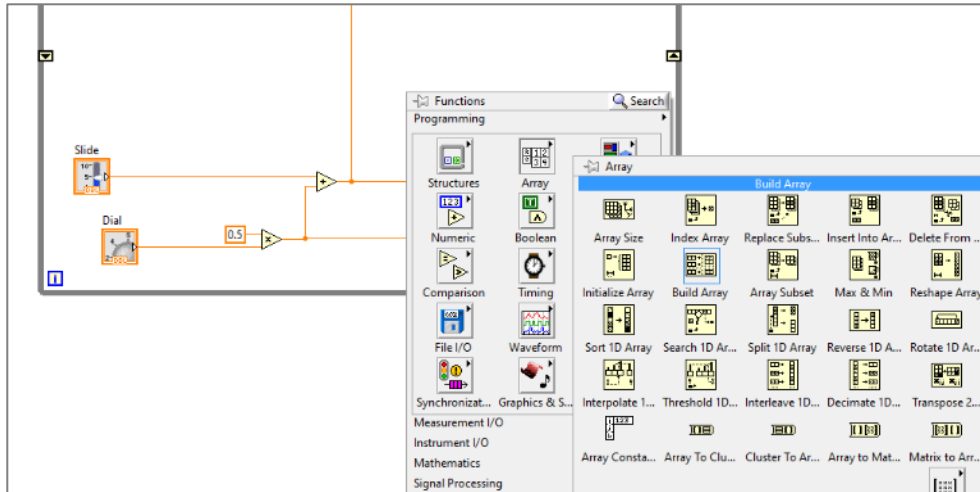 Functions
Search
Programming
Slide
Dial
0.5
i
Structures
Array
Numeric
Boolean
Comparison
Timing
File I/O
Waveform
Synchronizat...
Graphics & S...
Measurement I/O
Instrument I/O
Mathematics
Signal Processing
Array
Build Array
Array Size
Index Array
Replace Subs...
Insert Into Ar...
Delete From ...
Initialize Array
Build Array
Array Subset
Max & Min
Reshape Array
Sort 1D Array
Search 1D Ar...
Split 1D Array
Reverse 1D A...
Rotate 1D Ar...
Interpolate 1...
Threshold 1D...
Interleave 1D...
Decimate 1D...
Transpose 2...
Array Consta...
Array To Clu...
Cluster To Ar...
Array to Mat...
Matrix to Arr...